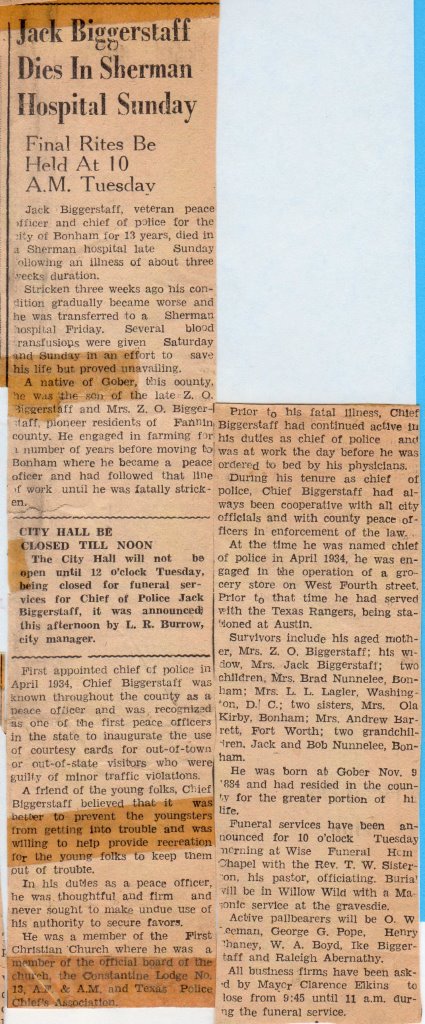 Jack Biggerstaff
Dies In Sherman
Hospital Sunday
Final Rites Be
Held At 10
A.M. Tuesday
Jack Biggerstaff, veteran peace
officer and chief of police for the
city of Bonham for 13 years, died in
a Sherman hospital late Sunday
following an illness of about three
weeks duration.
Stricken three weeks ago his con-
dition gradually became worse and
he was transferred to a Sherman
hospital Friday. Several blood
transfusions were given Saturday
and Sunday in an effort to save
his life but proved unavailing.
A native of Gober, this county,
he was the son of the late Z. O.
Biggerstaff and Mrs. Z. O. Bigger-
staff, pioneer residents of Fannin
county. He engaged in farming for
a number of years before moving to
Bonham where he became a peace
oficer and had followed that line
of work until he was fatally strick-
en.
CITY HALL BE
CLOSED TILL NOON
The City Hall will not be
open until 12 o'clock Tuesday,
being closed for funeral ser-
vices for Chief of Police Jack
Biggerstaff, it was announced
this afternoon by L. R. Burrow,
city manager.
First appointed chief of police in
April 1934, Chief Biggerstaff was
known throughout the county as a
peace officer and was recognized
as one of the first peace officers
in the state to inaugurate the use
of courtesy cards for out-of-town
or out-of-state visitors who were
guilty of minor traffic violations.
A friend of the young folks, Chief
Biggerstaff believed that it was
better to prevent the youngsters
from getting into trouble and was
willing to help provide recreation
for the young folks to keep them
out of trouble.
In his duties as a peace officer,
he was thoughtful and firm and
never sought to make undue use of
his authority to secure favors.
He was a member of the First
Christian Church where he was a
member of the official board of the
church, the Constantine Lodge No.
13, A.F. & A.M. and Texas Police
Chief's Association.
Prior to his fatal illness, Chief
Biggerstaff had continued active in
his duties as chief of police and
was at work the day before he was
ordered to bed by his physicians.
During his tenure as chief of
police, Chief Biggerstaff had al-
ways been cooperative with all city
officials and with county peace of-
ficers in enforcement of the law.
At the time he was named chief
of police in April 1934, he was en-
gaged in the operation of a gro-
cery store on West Fourth street.
Prior to that time he had served
with the Texas Rangers, being sta-
tioned at Austin.
Survivors include his aged moth-
er, Mrs. Z. O. Biggerstaff; his wi-
dow, Mrs. Jack Biggerstaff; two
children, Mrs. Brad Nunnelee, Bon-
ham; Mrs. L. L. Lagler, Washing-
ton, D. C.; two sisters, Mrs. Ola
Kirby, Bonham; Mrs. Andrew Bar-
rett, Fort Worth; two grandchil-
dren, Jack and Bob Nunnelee, Bon-
ham.
He was born at Gober Nov. 9
1884 and had resided in the coun-
ty for the greater portion of hi
life.
Funeral services have been an-
nounced for 10 o'clock Tuesday
morning at Wise Funeral Hom
Chapel with the Rev. T. W. Sister-
son, his pastor, officiating. Buria
will be in Willow Wild with a Ma-
sonic service at the gravesdie.
Active pallbearers will be O. W
eeman, George G. Pope, Henry
haney, W. A. Boyd, Ike Bigger-
taff and Raleigh Abernathy.
All business firms have been ask-
ed by Mayor Clarence Elkins to
lose from 9:45 until 11 a.m. dur-
ng the funeral service.